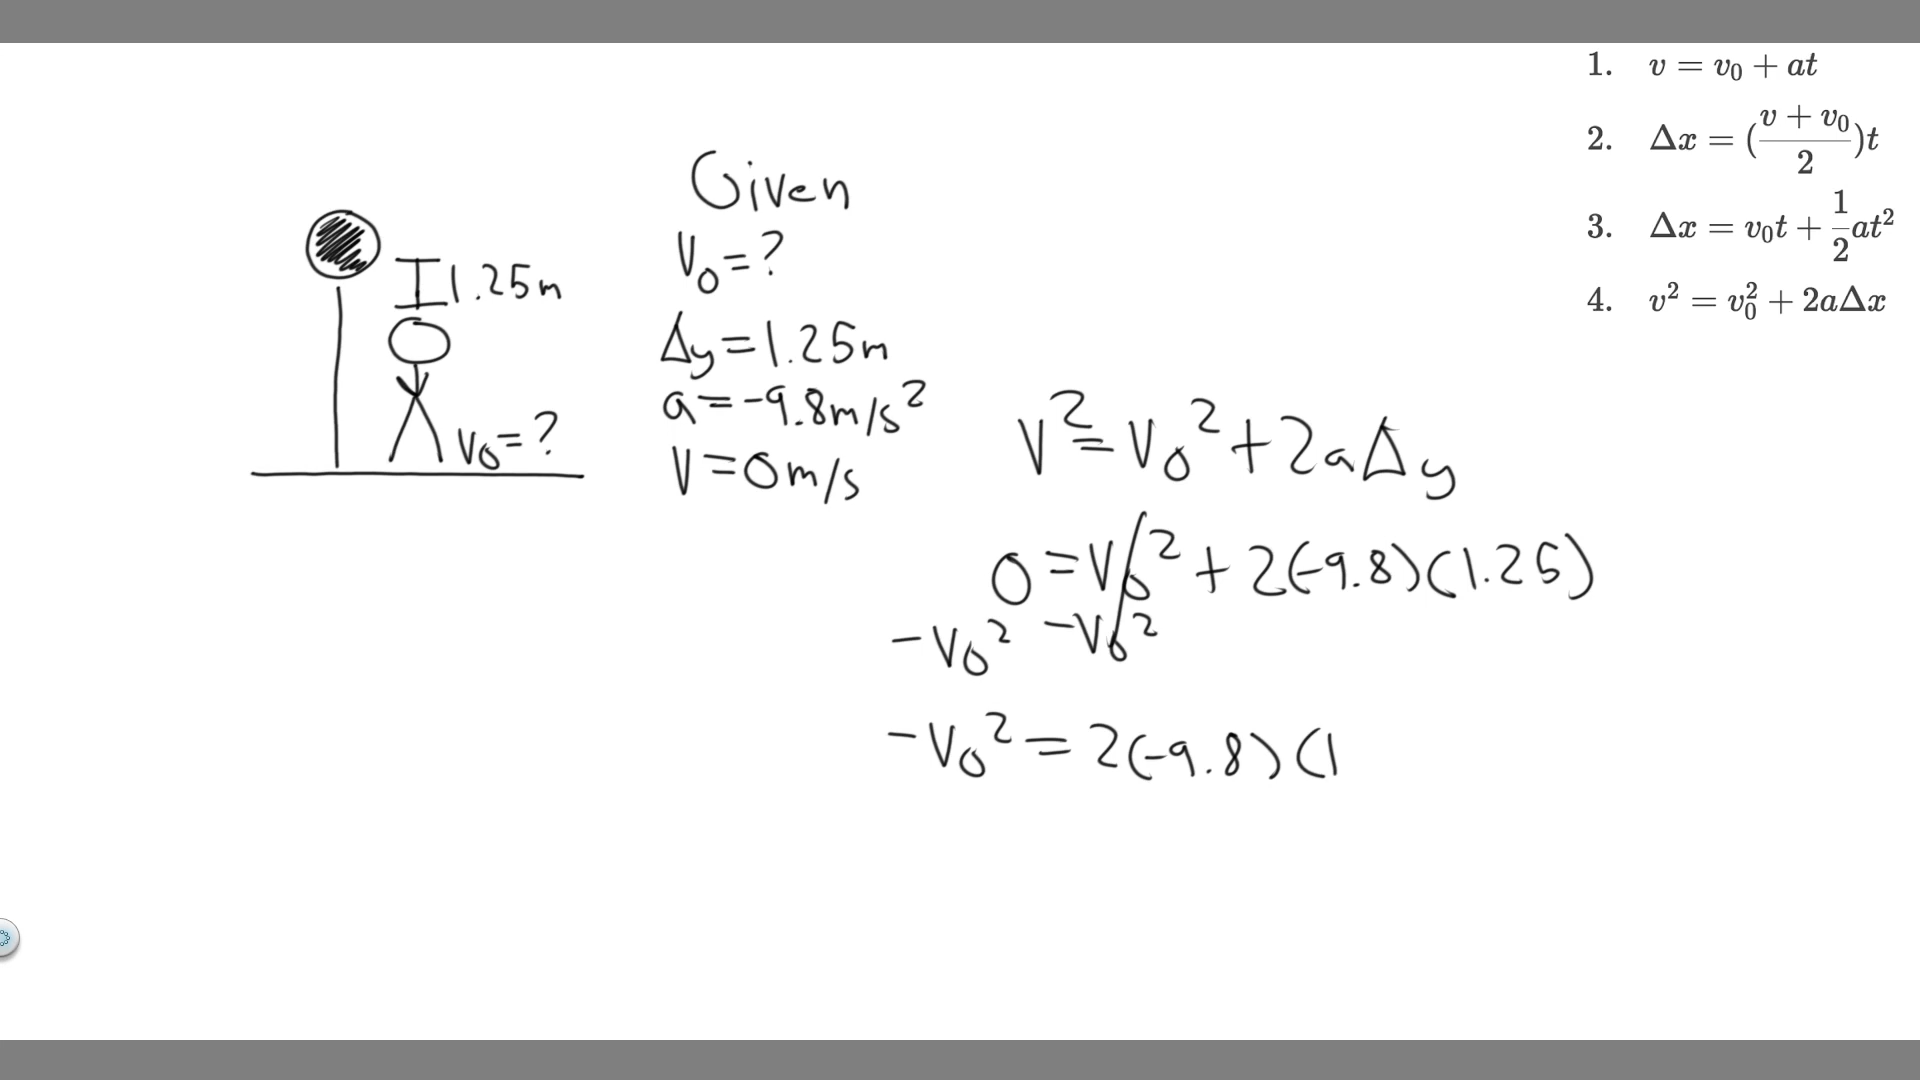 1. v = v₀ + at
2. Δx = (\frac{v + v₀}{2})t
3. Δx = v₀t + \frac{1}{2}at²
4. v² = v₀² + 2aΔx
1.25m
V₀=?
Given
V₀=?
Δy=1.25m
a=-9.8m/s²
V=0m/s
V²=V₀²+2aΔy
0=V₀²+2(-9.8)(1.25)
-V₀² -V₀²
-V₀²=2(-9.8)(1